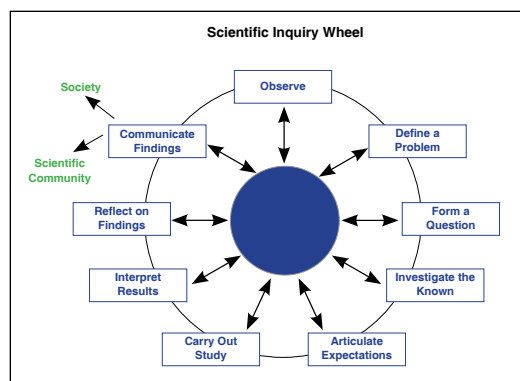 Scientific Inquiry Wheel
Observe
Define a
Problem
Form a
Question
Investigate the
Known
Articulate
Expectations
Carry Out
Study
Interpret
Results
Reflect on
Findings
Communicate
Findings
Society
Scientific
Community